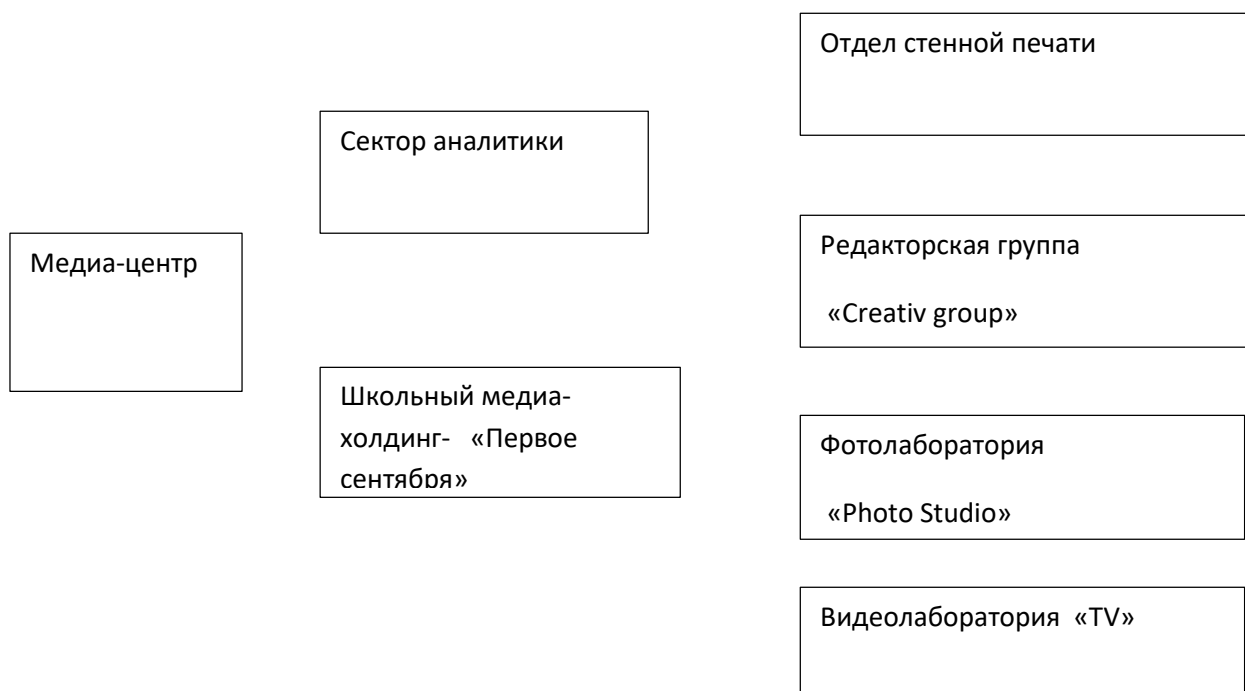 Медиа-центр
Сектор аналитики
Школьный медиа-
холдинг- «Первое
сентября»
Отдел стенной печати
Редакторская группа
«Creativ group»
Фотолаборатория
«Photo Studio»
Видеолаборатория «TV»